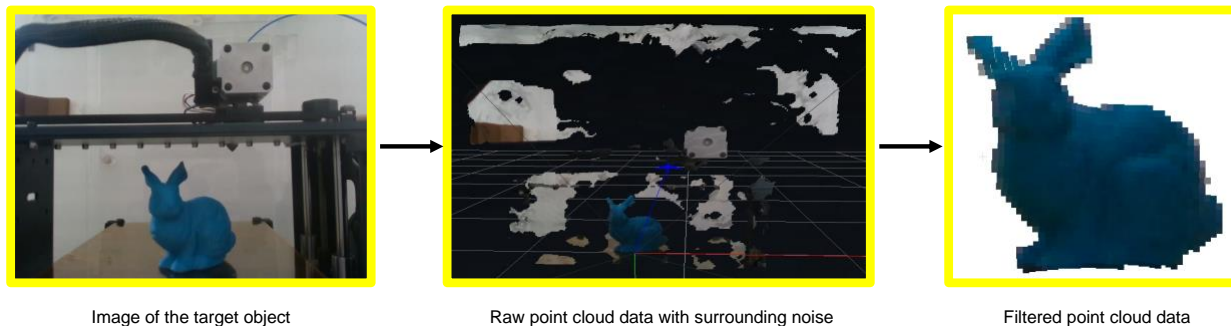 Image of the target object
Raw point cloud data with surrounding noise
Filtered point cloud data